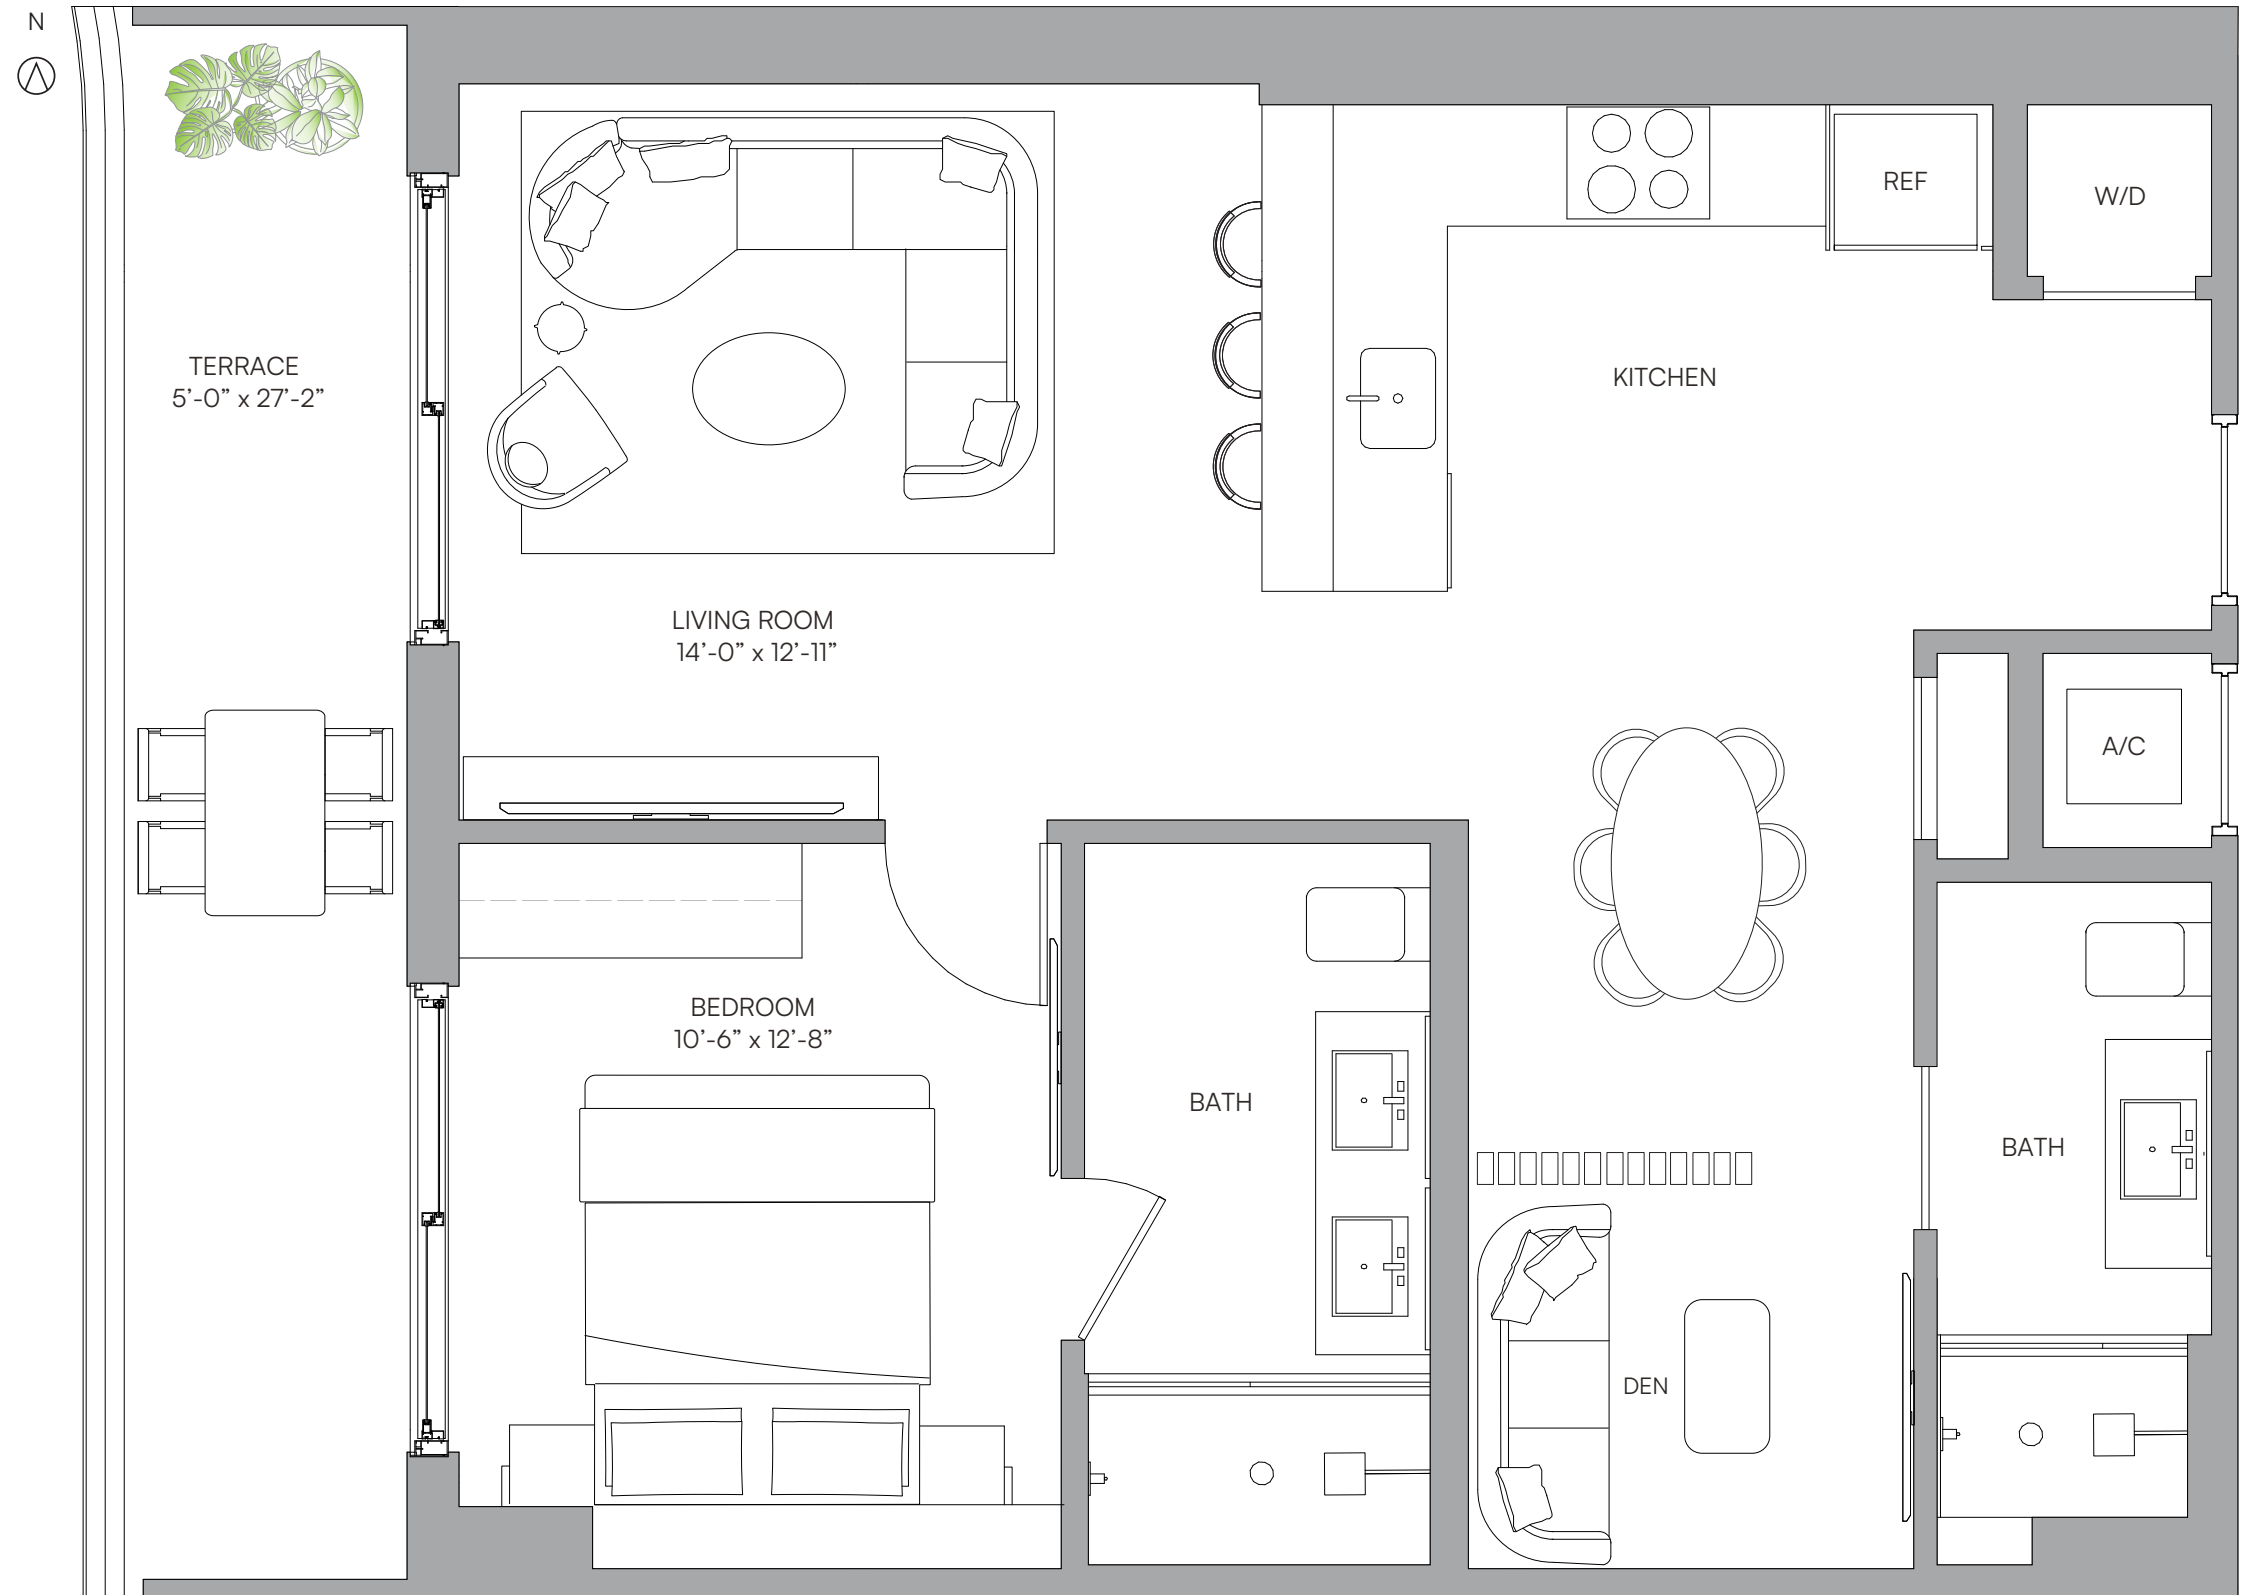 N
REF
W/D
TERRACE
5’-0” x 27’-2”
KITCHEN
LIVING ROOM
14’-0” x 12’-11”
A/C
BEDROOM
10’-6” x 12’-8”
BATH
BATH
DEN